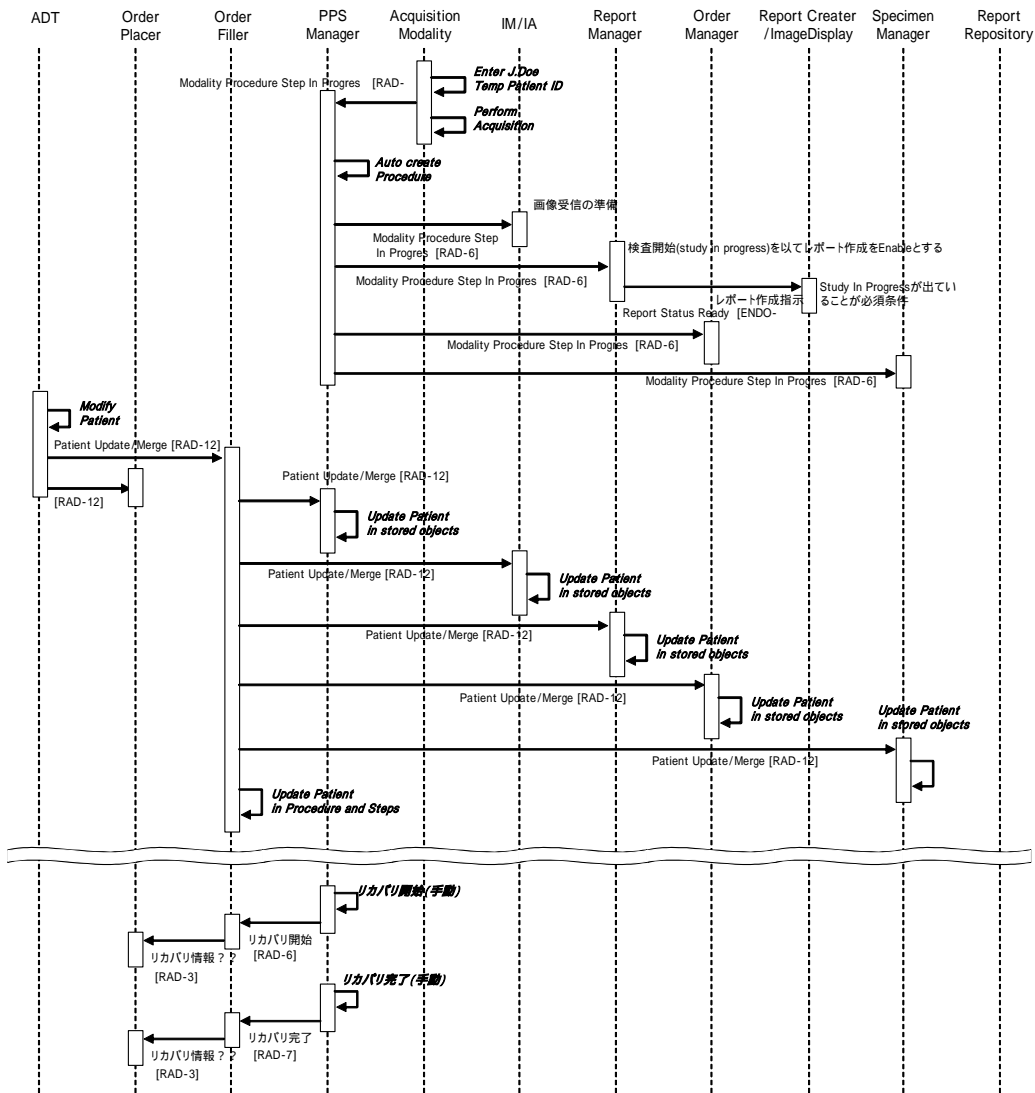 ADT
Order
Placer
Order
Filler
PPS
Manager
Acquisition
Modality
IM/IA
Report
Manager
Order
Manager
Report Creater
/ImageDisplay
Specimen
Manager
Report
Repository
Enter J.Doe
Temp Patient ID
Modality Procedure Step In Progres [RAD-
Perform
Acquisition
Auto create
Procedure
画像受信の準備
Modality Procedure Step
In Progres [RAD-6]
検査開始(study in progress)を以てレポート作成をEnableとする
Modality Procedure Step In Progres [RAD-6]
Study In Progressが出てい
ることが必須条件
レポート作成指示
Report Status Ready [ENDO-
Modality Procedure Step In Progres [RAD-6]
Modality Procedure Step In Progres [RAD-6]
Modify
Patient
Patient Update/Merge [RAD-12]
[RAD-12]
Patient Update/Merge [RAD-12]
Update Patient
in stored objects
Patient Update/Merge [RAD-12]
Update Patient
in stored objects
Patient Update/Merge [RAD-12]
Update Patient
in stored objects
Patient Update/Merge [RAD-12]
Update Patient
in stored objects
Update Patient
in stored objects
Patient Update/Merge [RAD-12]
Update Patient
in Procedure and Steps
リカバリ開始(手動)
リカバリ開始
[RAD-6]
リカバリ情報？？
[RAD-3]
リカバリ完了(手動)
リカバリ完了
[RAD-7]
リカバリ情報？？
[RAD-3]